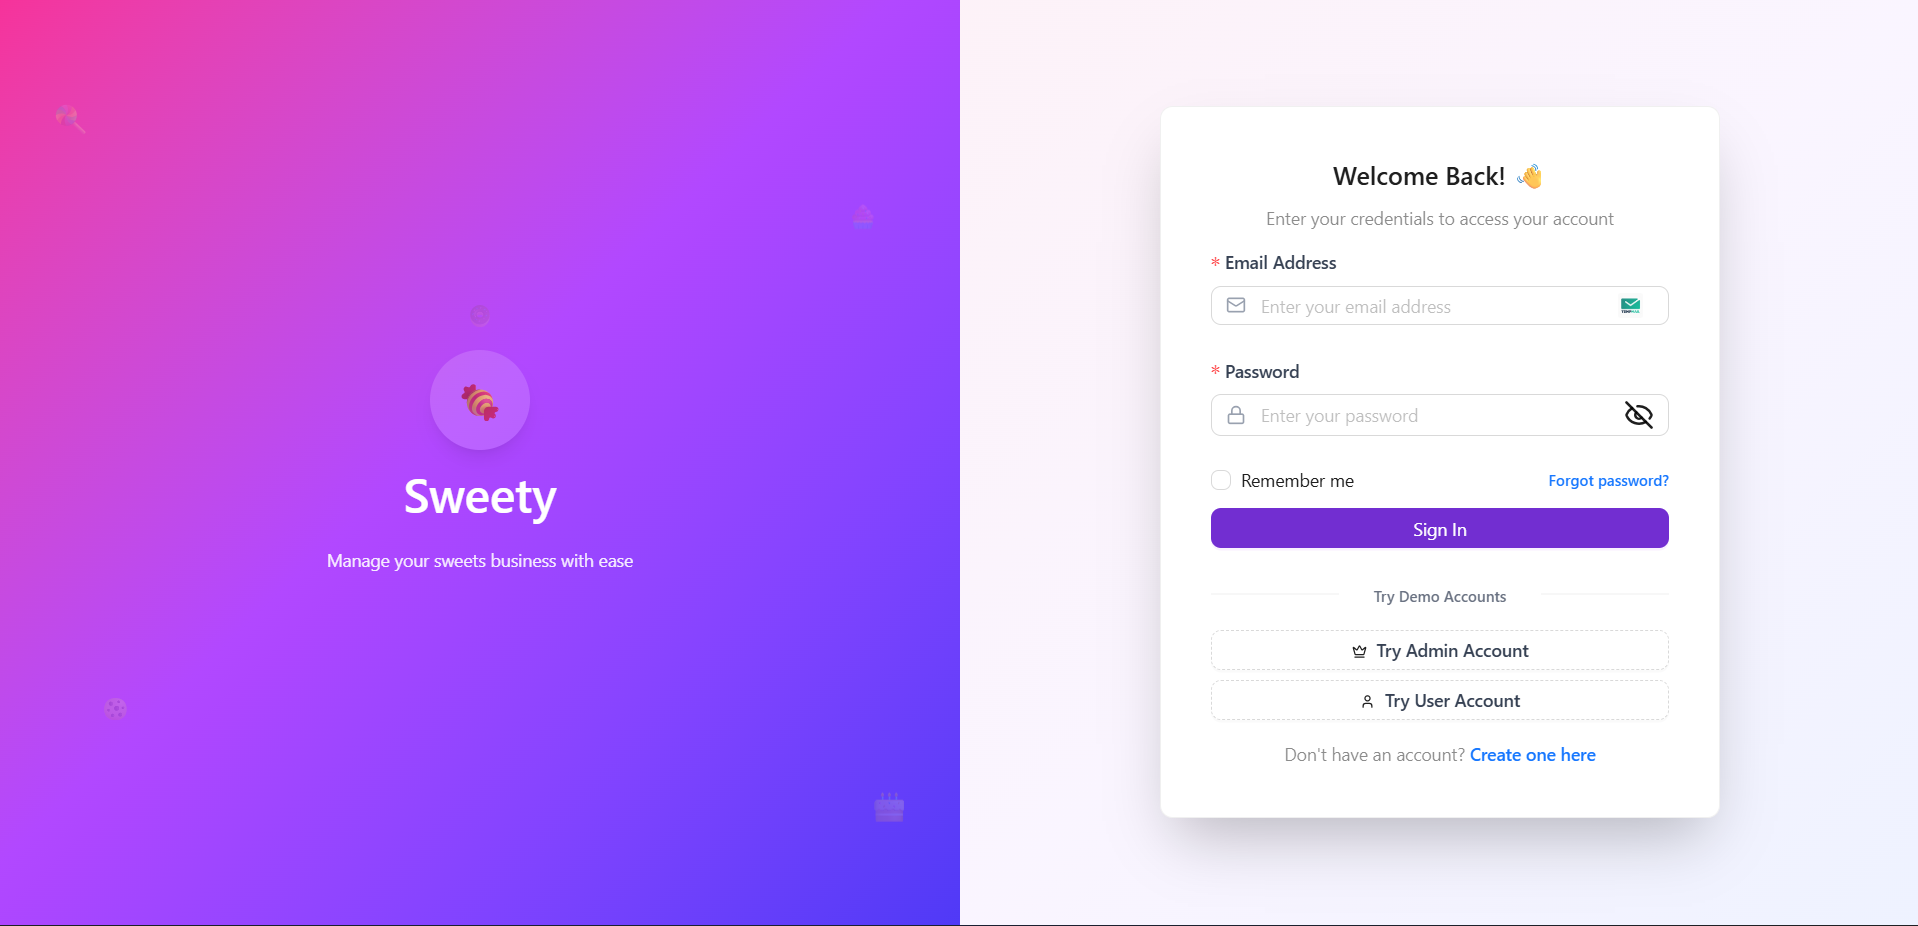 Sweety
Manage your sweets business with ease
Welcome Back! 👋
Enter your credentials to access your account
* Email Address
Enter your email address
* Password
Enter your password
Remember me
Forgot password?
Sign In
Try Demo Accounts
Try Admin Account
Try User Account
Don't have an account? Create one here